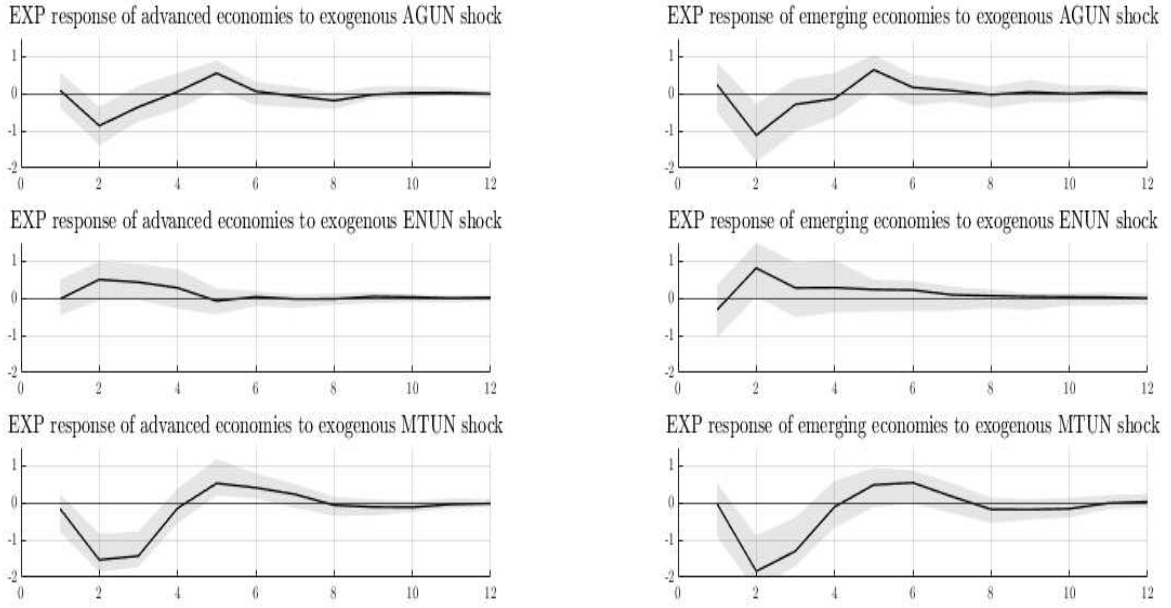 EXP response of advanced economies to exogenous AGUN shock
1
0
-1
-2
0 2 4 6 8 10 12
EXP response of emerging economies to exogenous AGUN shock
1
0
-1
-2
0 2 4 6 8 10 12
EXP response of advanced economies to exogenous ENUN shock
1
0
-1
-2
0 2 4 6 8 10 12
EXP response of emerging economies to exogenous ENUN shock
1
0
-1
-2
0 2 4 6 8 10 12
EXP response of advanced economies to exogenous MTUN shock
1
0
-1
-2
0 2 4 6 8 10 12
EXP response of emerging economies to exogenous MTUN shock
1
0
-1
-2
0 2 4 6 8 10 12